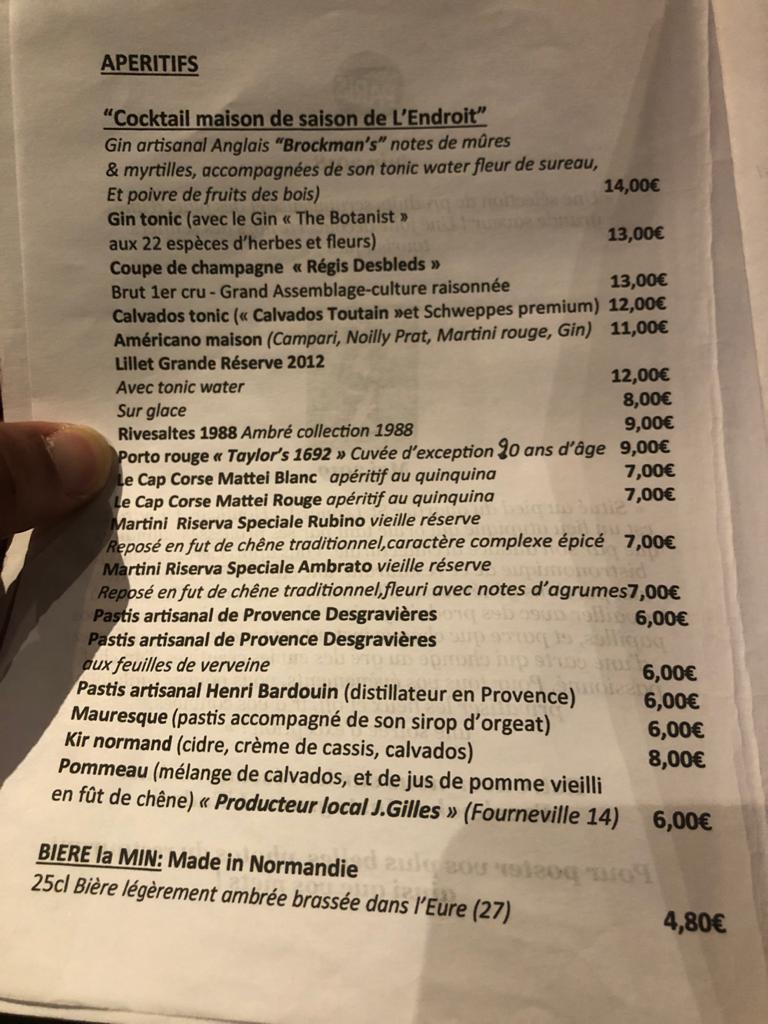 APERITIFS
“Cocktail maison de saison de L’Endroit”
Gin artisanal Anglais “Brockman’s” notes de mûres
& myrtilles, accompagnées de son tonic water fleur de sureau,
Et poivre de fruits des bois) 14,00€
Gin tonic (avec le Gin « The Botanist »
aux 22 espèces d’herbes et fleurs) 13,00€
Coupe de champagne « Régis Desbleds »
Brut 1er cru - Grand Assemblage-culture raisonnée 13,00€
Calvados tonic (« Calvados Toutain »et Schweppes premium) 12,00€
Américano maison (Campari, Noilly Prat, Martini rouge, Gin) 11,00€
Lillet Grande Réserve 2012
Avec tonic water 12,00€
Sur glace 8,00€
Rivesaltes 1988 Ambré collection 1988 9,00€
Porto rouge « Taylor’s 1692 » Cuvée d’exception ans d’âge 9,00€
Le Cap Corse Mattei Blanc apéritif au quinquina 7,00€
Le Cap Corse Mattei Rouge apéritif au quinquina 7,00€
Martini Riserva Speciale Rubino vieille réserve
Reposé en fut de chêne traditionnel,caractère complexe épicé 7,00€
Martini Riserva Speciale Ambrato vieille réserve
Reposé en fut de chêne traditionnel,fleuri avec notes d’agrumes7,00€
Pastis artisanal de Provence Desgravières 6,00€
Pastis artisanal de Provence Desgravières
aux feuilles de verveine 6,00€
Pastis artisanal Henri Bardouin (distillateur en Provence) 6,00€
Mauresque (pastis accompagné de son sirop d’orgeat) 6,00€
Kir normand (cidre, crème de cassis, calvados) 8,00€
Pommeau (mélange de calvados, et de jus de pomme vieilli
en fût de chêne) « Producteur local J.Gilles » (Fourneville 14) 6,00€
BIERE la MIN: Made in Normandie
25cl Bière légèrement ambrée brassée dans l’Eure (27) 4,80€